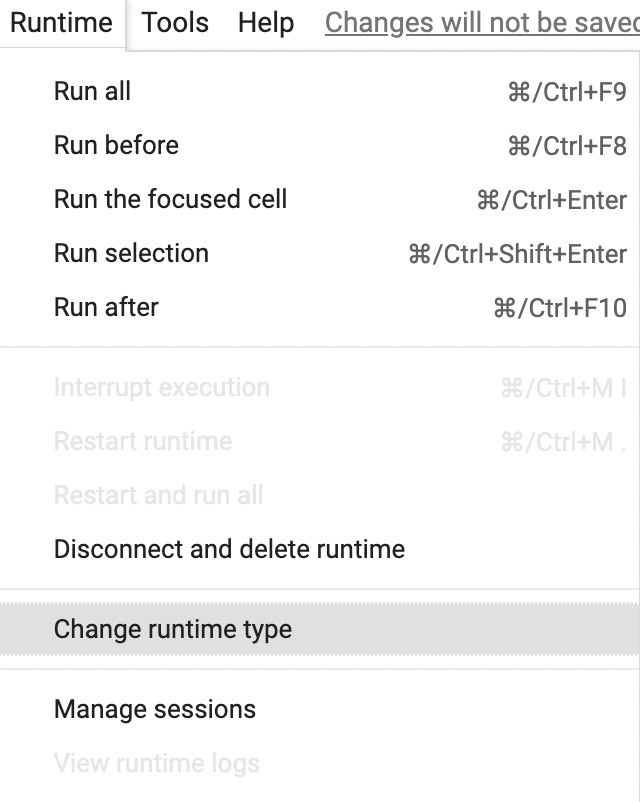 Runtime Tools Help Changes will not be saved
Run all ⌘/Ctrl+F9
Run before ⌘/Ctrl+F8
Run the focused cell ⌘/Ctrl+Enter
Run selection ⌘/Ctrl+Shift+Enter
Run after ⌘/Ctrl+F10
Interrupt execution ⌘/Ctrl+M I
Restart runtime ⌘/Ctrl+M .
Restart and run all
Disconnect and delete runtime
Change runtime type
Manage sessions
View runtime logs